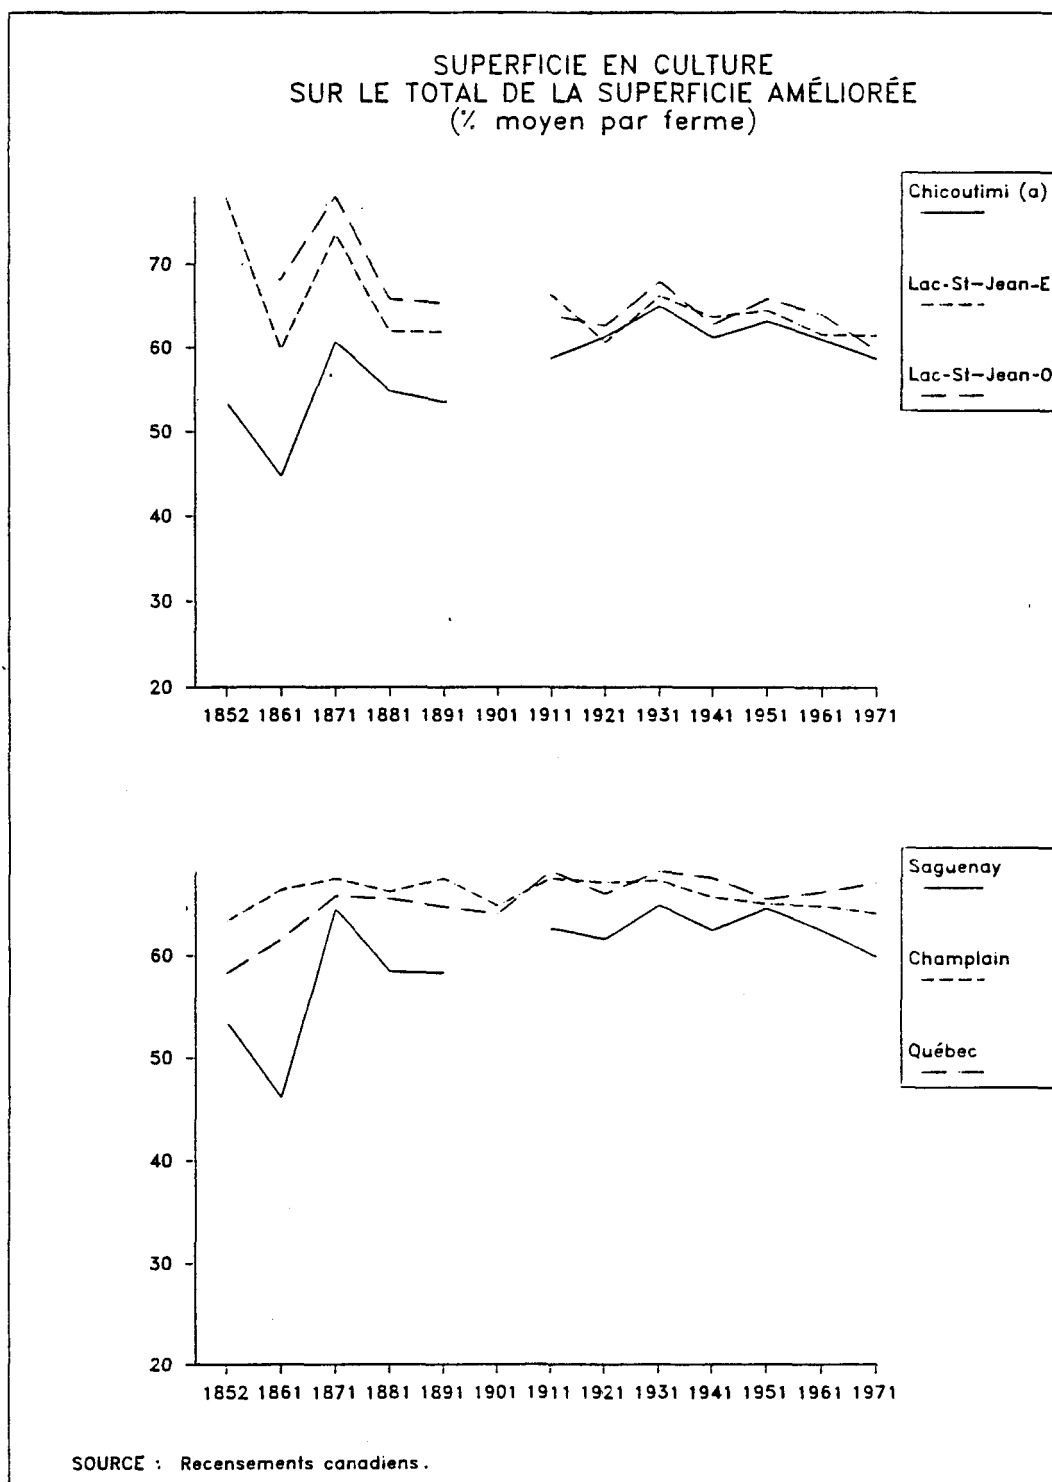 SUPERFICIE EN CULTURE
SUR LE TOTAL DE LA SUPERFICIE AMÉLIORÉE
(% moyen par ferme)
Chicoutimi (a)
Lac-St-Jean-E
Lac-St-Jean-O
70
60
50
40
30
20
1852 1861 1871 1881 1891 1901 1911 1921 1931 1941 1951 1961 1971
Saguenay
Champlain
Québec
60
50
40
30
20
1852 1861 1871 1881 1891 1901 1911 1921 1931 1941 1951 1961 1971
SOURCE : Recensements canadiens.